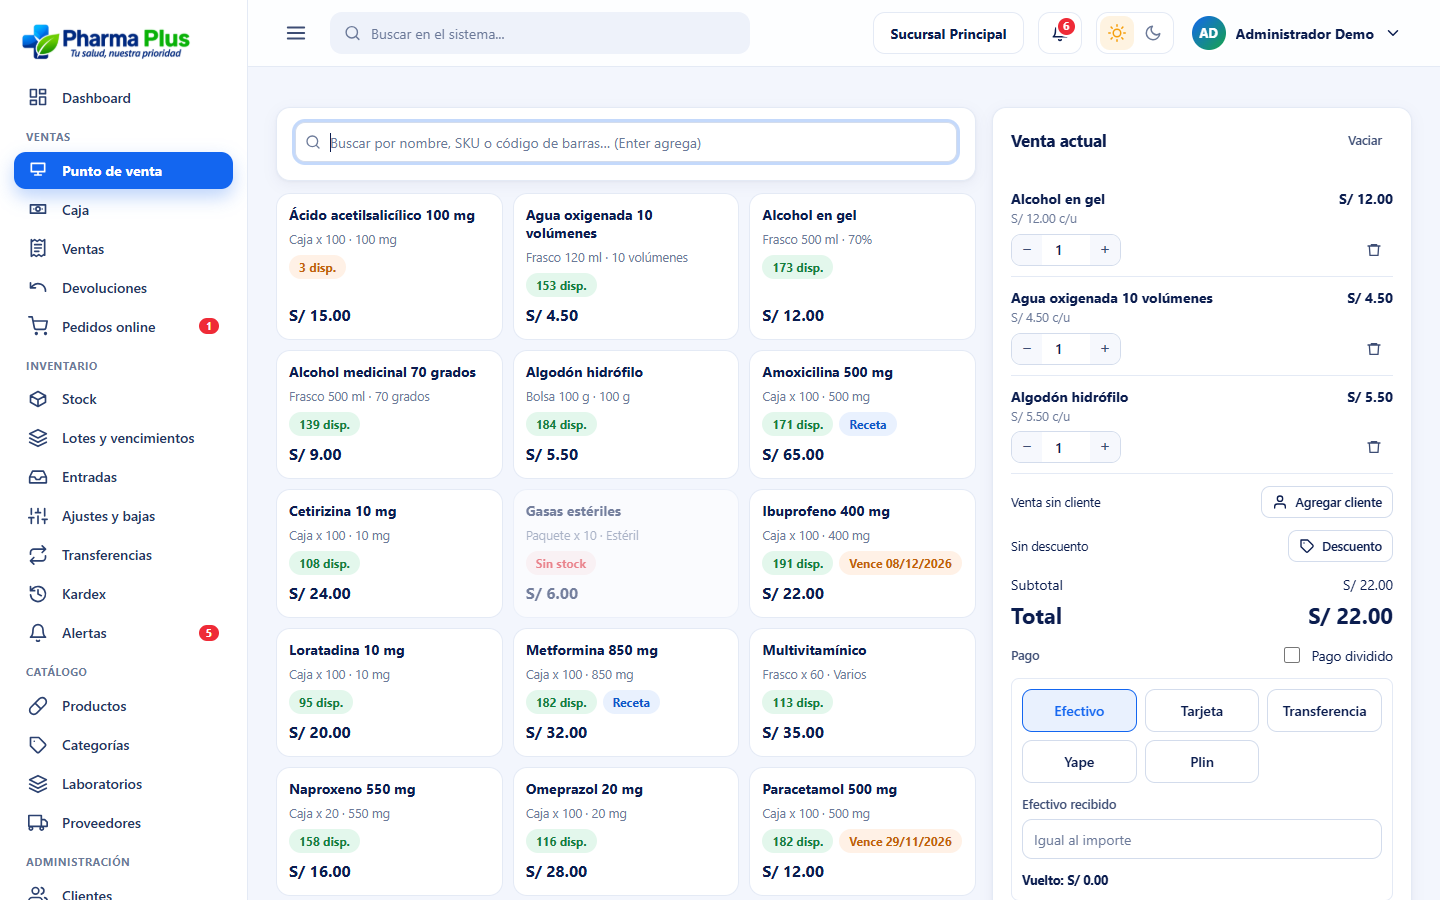 Pharma Plus
Tu salud, nuestra prioridad
Dashboard
VENTAS
Punto de venta
Caja
Ventas
Devoluciones
Pedidos online
1
INVENTARIO
Stock
Lotes y vencimientos
Entradas
Ajustes y bajas
Transferencias
Kardex
Alertas
5
CATÁLOGO
Productos
Categorías
Laboratorios
Proveedores
ADMINISTRACIÓN
Clientes
Buscar en el sistema...
Sucursal Principal
6
AD
Administrador Demo
Buscar por nombre, SKU o código de barras... (Enter agrega)
Ácido acetilsalicílico 100 mg
Caja x 100 · 100 mg
3 disp.
S/ 15.00
Agua oxigenada 10
volúmenes
Frasco 120 ml · 10 volúmenes
153 disp.
S/ 4.50
Alcohol en gel
Frasco 500 ml · 70%
173 disp.
S/ 12.00
Alcohol medicinal 70 grados
Frasco 500 ml · 70 grados
139 disp.
S/ 9.00
Algodón hidrófilo
Bolsa 100 g · 100 g
184 disp.
S/ 5.50
Amoxicilina 500 mg
Caja x 100 · 500 mg
171 disp. Receta
S/ 65.00
Cetirizina 10 mg
Caja x 100 · 10 mg
108 disp.
S/ 24.00
Gasas estériles
Paquete x 10 · Estéril
Sin stock
S/ 6.00
Ibuprofeno 400 mg
Caja x 100 · 400 mg
191 disp. Vence 08/12/2026
S/ 22.00
Loratadina 10 mg
Caja x 100 · 10 mg
95 disp.
S/ 20.00
Metformina 850 mg
Caja x 100 · 850 mg
182 disp. Receta
S/ 32.00
Multivitamínico
Frasco x 60 · Varios
113 disp.
S/ 35.00
Naproxeno 550 mg
Caja x 20 · 550 mg
158 disp.
S/ 16.00
Omeprazol 20 mg
Caja x 100 · 20 mg
116 disp.
S/ 28.00
Paracetamol 500 mg
Caja x 100 · 500 mg
182 disp. Vence 29/11/2026
S/ 12.00
Venta actual
Vaciar
Alcohol en gel S/ 12.00
S/ 12.00 c/u
− 1 +
Agua oxigenada 10 volúmenes S/ 4.50
S/ 4.50 c/u
− 1 +
Algodón hidrófilo S/ 5.50
S/ 5.50 c/u
− 1 +
Venta sin cliente Agregar cliente
Sin descuento Descuento
Subtotal S/ 22.00
Total S/ 22.00
Pago Pago dividido
Efectivo Tarjeta Transferencia
Yape Plin
Efectivo recibido
Igual al importe
Vuelto: S/ 0.00